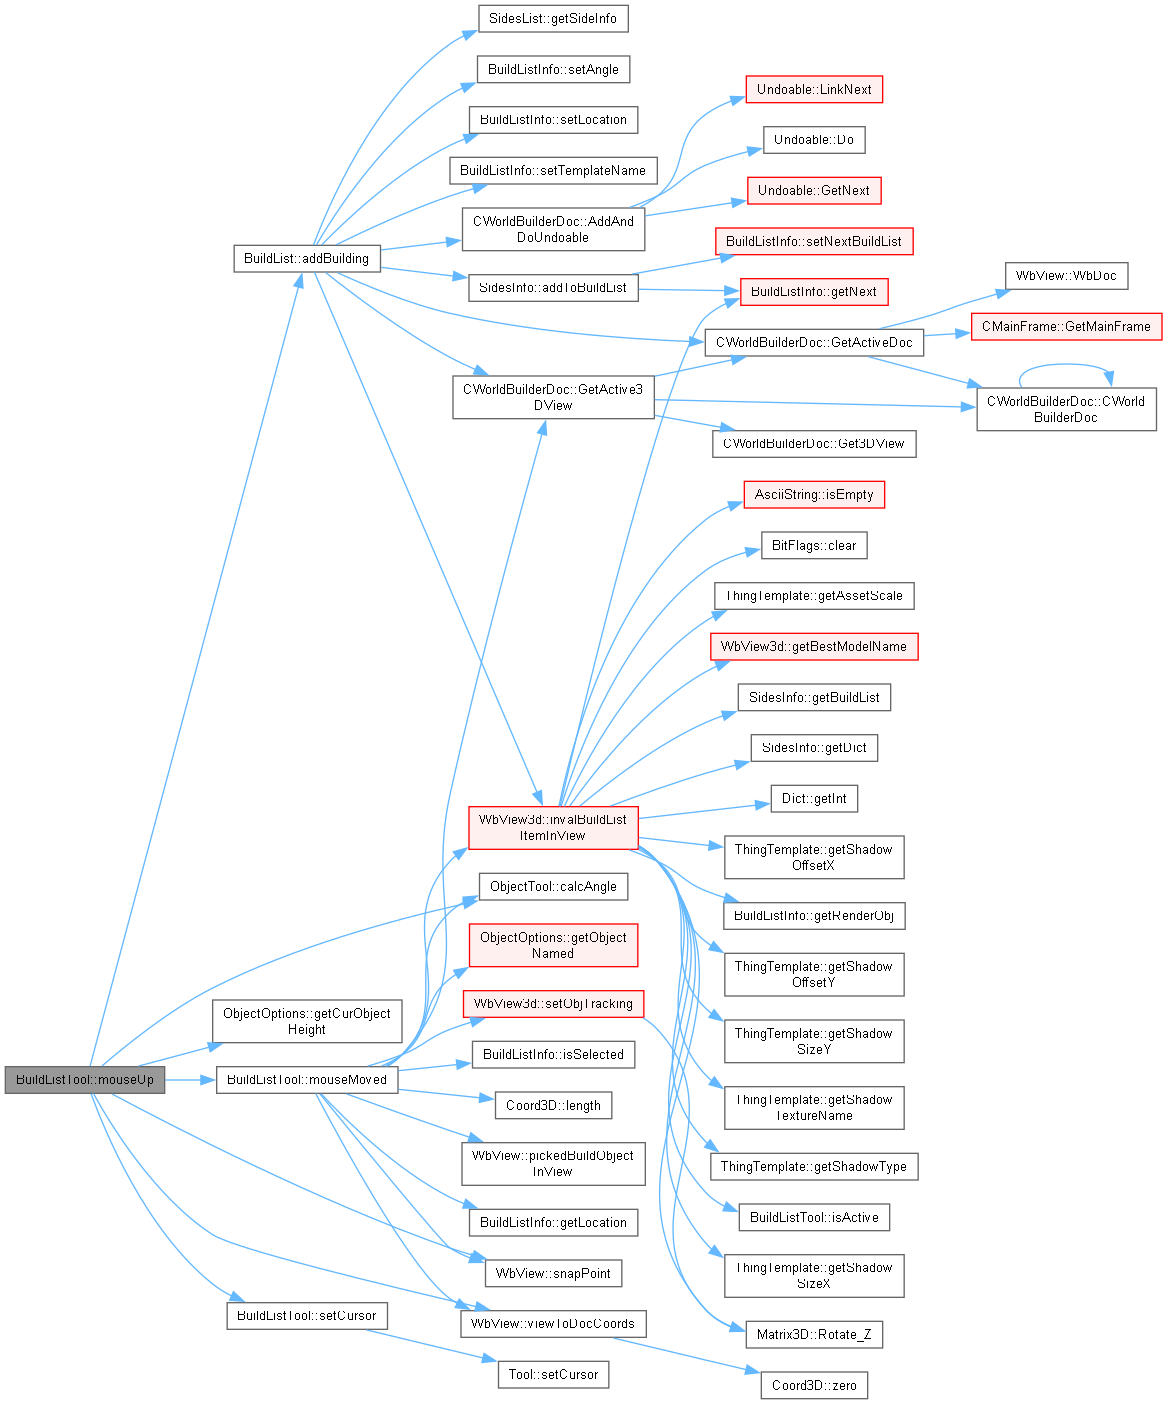 SidesList::getSideInfo
BuildListInfo::setAngle
Undoable::LinkNext
BuildListInfo::setLocation
Undoable::Do
BuildListInfo::setTemplateName
Undoable::GetNext
CWorldBuilderDoc::AddAnd
DoUndoable
BuildListInfo::setNextBuildList
BuildList::addBuilding
WbView::WbDoc
SidesInfo::addToBuildList
BuildListInfo::getNext
CMainFrame::GetMainFrame
CWorldBuilderDoc::GetActiveDoc
CWorldBuilderDoc::GetActive3
DView
CWorldBuilderDoc::CWorld
BuilderDoc
CWorldBuilderDoc::Get3DView
AsciiString::isEmpty
BitFlags::clear
ThingTemplate::getAssetScale
WbView3d::getBestModelName
SidesInfo::getBuildList
SidesInfo::getDict
Dict::getInt
WbView3d::invalBuildList
ItemInView
ThingTemplate::getShadow
OffsetX
ObjectTool::calcAngle
BuildListInfo::getRenderObj
ObjectOptions::getObject
Named
ThingTemplate::getShadow
OffsetY
WbView3d::setObjTracking
ObjectOptions::getCurObject
Height
ThingTemplate::getShadow
SizeY
BuildListInfo::isSelected
BuildListTool::mouseUp
BuildListTool::mouseMoved
Coord3D::length
ThingTemplate::getShadow
TextureName
WbView::pickedBuildObject
InView
ThingTemplate::getShadowType
BuildListInfo::getLocation
BuildListTool::isActive
WbView::snapPoint
ThingTemplate::getShadow
SizeX
BuildListTool::setCursor
WbView::viewToDocCoords
Matrix3D::Rotate_Z
Tool::setCursor
Coord3D::zero